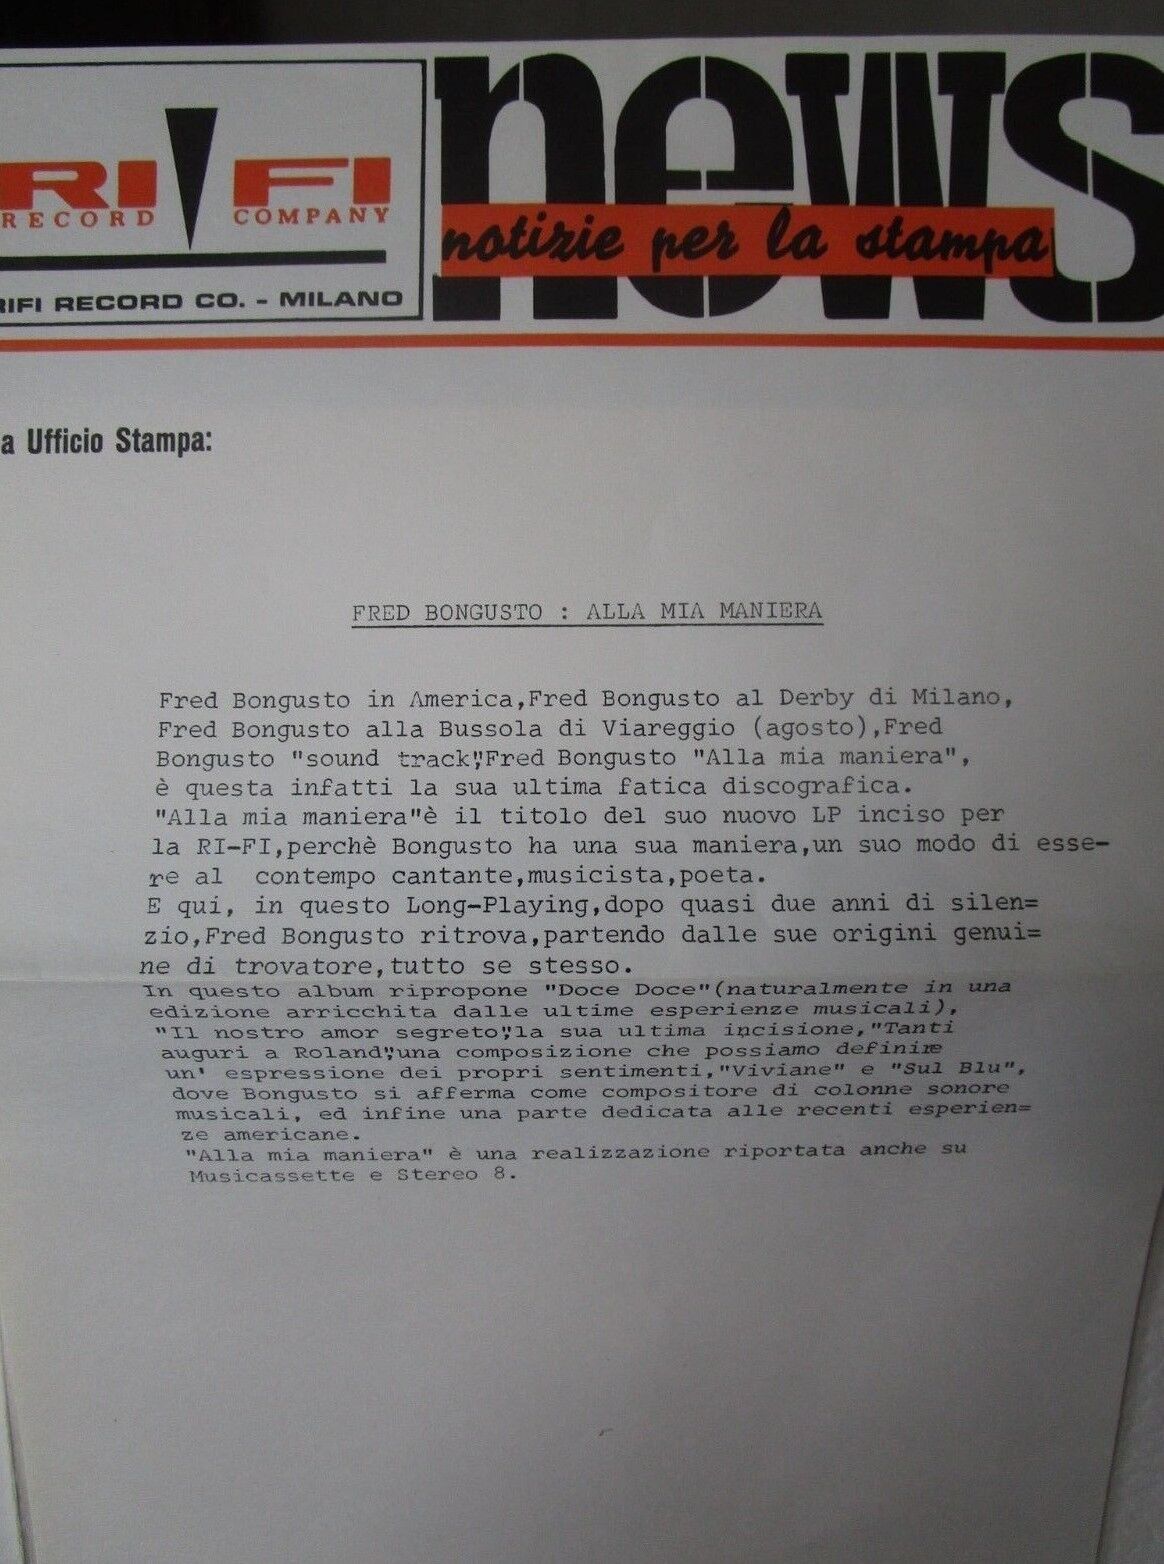 RI FI
RECORD COMPANY
RIFI RECORD CO. - MILANO
news
notizie per la stampa
a Ufficio Stampa:
FRED BONGUSTO : ALLA MIA MANIERA
Fred Bongusto in America,Fred Bongusto al Derby di Milano,
Fred Bongusto alla Bussola di Viareggio (agosto),Fred
Bongusto "sound track",Fred Bongusto "Alla mia maniera",
è questa infatti la sua ultima fatica discografica.
"Alla mia maniera"è il titolo del suo nuovo LP inciso per
la RI-FI,perchè Bongusto ha una sua maniera,un suo modo di esse-
re al contempo cantante,musicista,poeta.
E qui, in questo Long-Playing,dopo quasi due anni di silen=
zio,Fred Bongusto ritrova,partendo dalle sue origini genui=
ne di trovatore,tutto se stesso.
In questo album ripropone "Doce Doce"(naturalmente in una
edizione arricchita dalle ultime esperienze musicali),
"Il nostro amor segreto",la sua ultima incisione,"Tanti
auguri a Roland",una composizione che possiamo definire
un' espressione dei propri sentimenti,"Viviane" e "Sul Blu",
dove Bongusto si afferma come compositore di colonne sonore
musicali, ed infine una parte dedicata alle recenti esperien=
ze americane.
"Alla mia maniera" è una realizzazione riportata anche su
Musicassette e Stereo 8.